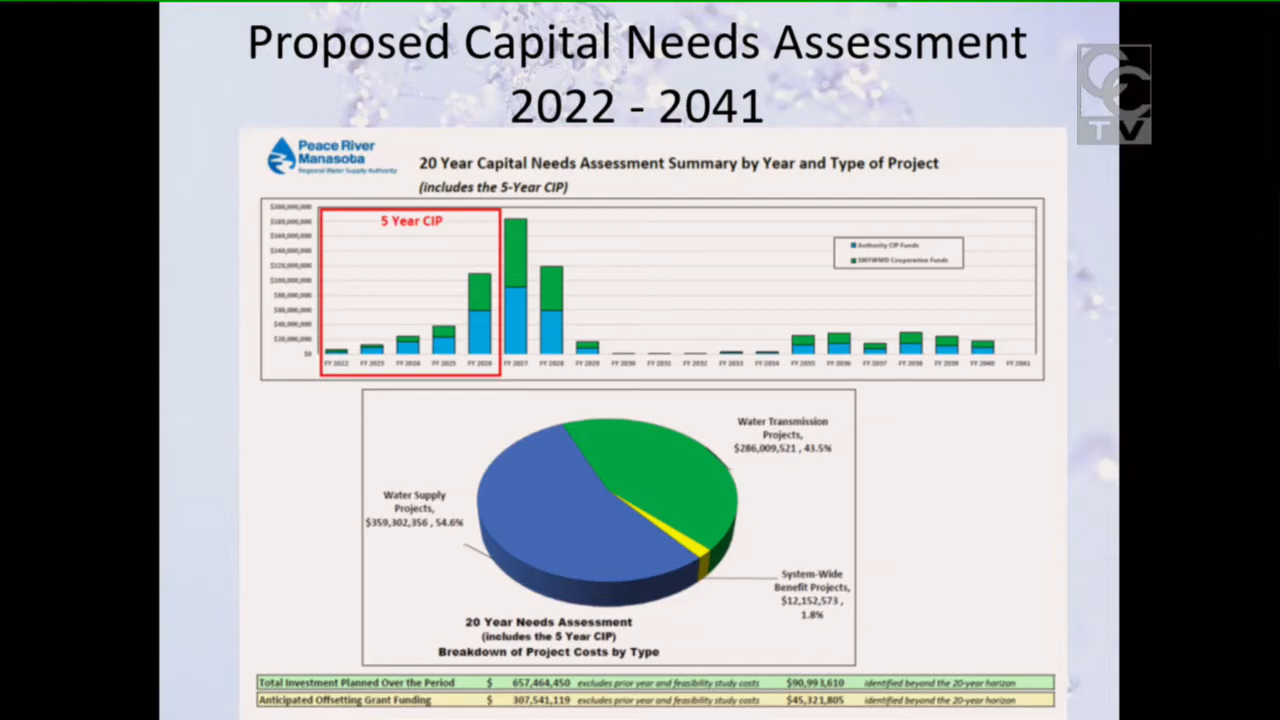 Proposed Capital Needs Assessment
2022 - 2041
CC
TV
Peace River
Manasota
Regional Water Supply Authority
20 Year Capital Needs Assessment Summary by Year and Type of Project
(includes the 5-Year CIP)
$200,000,000
$180,000,000
$160,000,000
$140,000,000
$120,000,000
$100,000,000
$80,000,000
$60,000,000
$40,000,000
$20,000,000
$0
5 Year CIP
Authority CIP Funds
SWFWMD Cooperative Funds
FY 2022 FY 2023 FY 2024 FY 2025 FY 2026 FY 2027 FY 2028 FY 2029 FY 2030 FY 2031 FY 2032 FY 2033 FY 2034 FY 2035 FY 2036 FY 2037 FY 2038 FY 2039 FY 2040 FY 2041
Water Transmission
Projects,
$286,009,521 , 43.5%
Water Supply
Projects,
$359,302,356 , 54.6%
System-Wide
Benefit Projects,
$12,152,573 ,
1.8%
20 Year Needs Assessment
(includes the 5 Year CIP)
Breakdown of Project Costs by Type
Total Investment Planned Over the Period $ 657,464,450 excludes prior year and feasibility study costs $90,993,610 identified beyond the 20-year horizon
Anticipated Offsetting Grant Funding $ 307,541,119 excludes prior year and feasibility study costs $45,321,805 identified beyond the 20-year horizon